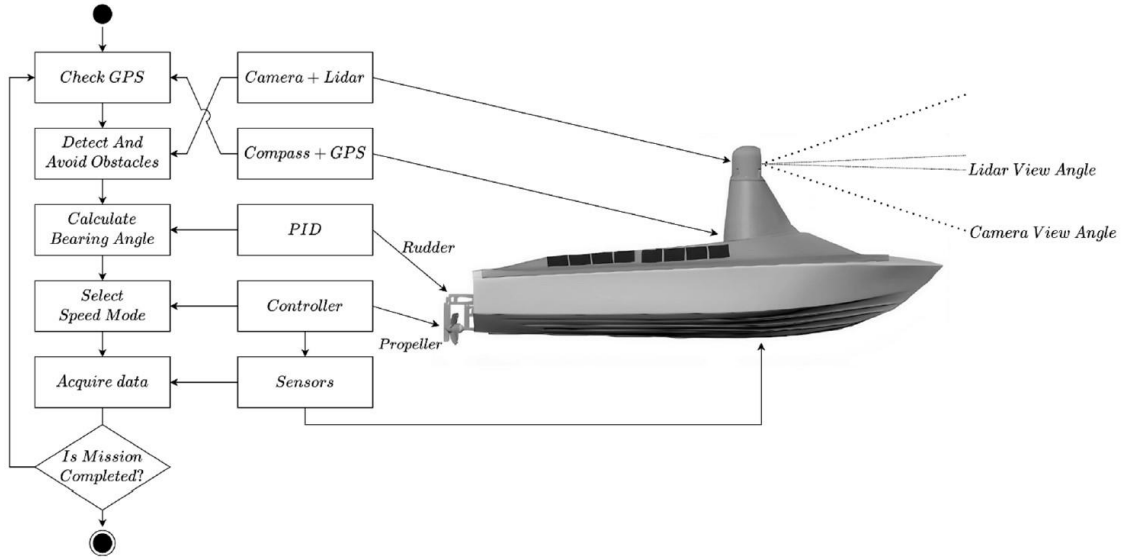 Check GPS
Camera + Lidar
Detect And
Avoid Obstacles
Compass + GPS
Lidar View Angle
Calculate
Bearing Angle
PID
Rudder
Camera View Angle
Select
Speed Mode
Controller
Propeller
Acquire data
Sensors
Is Mission
Completed?